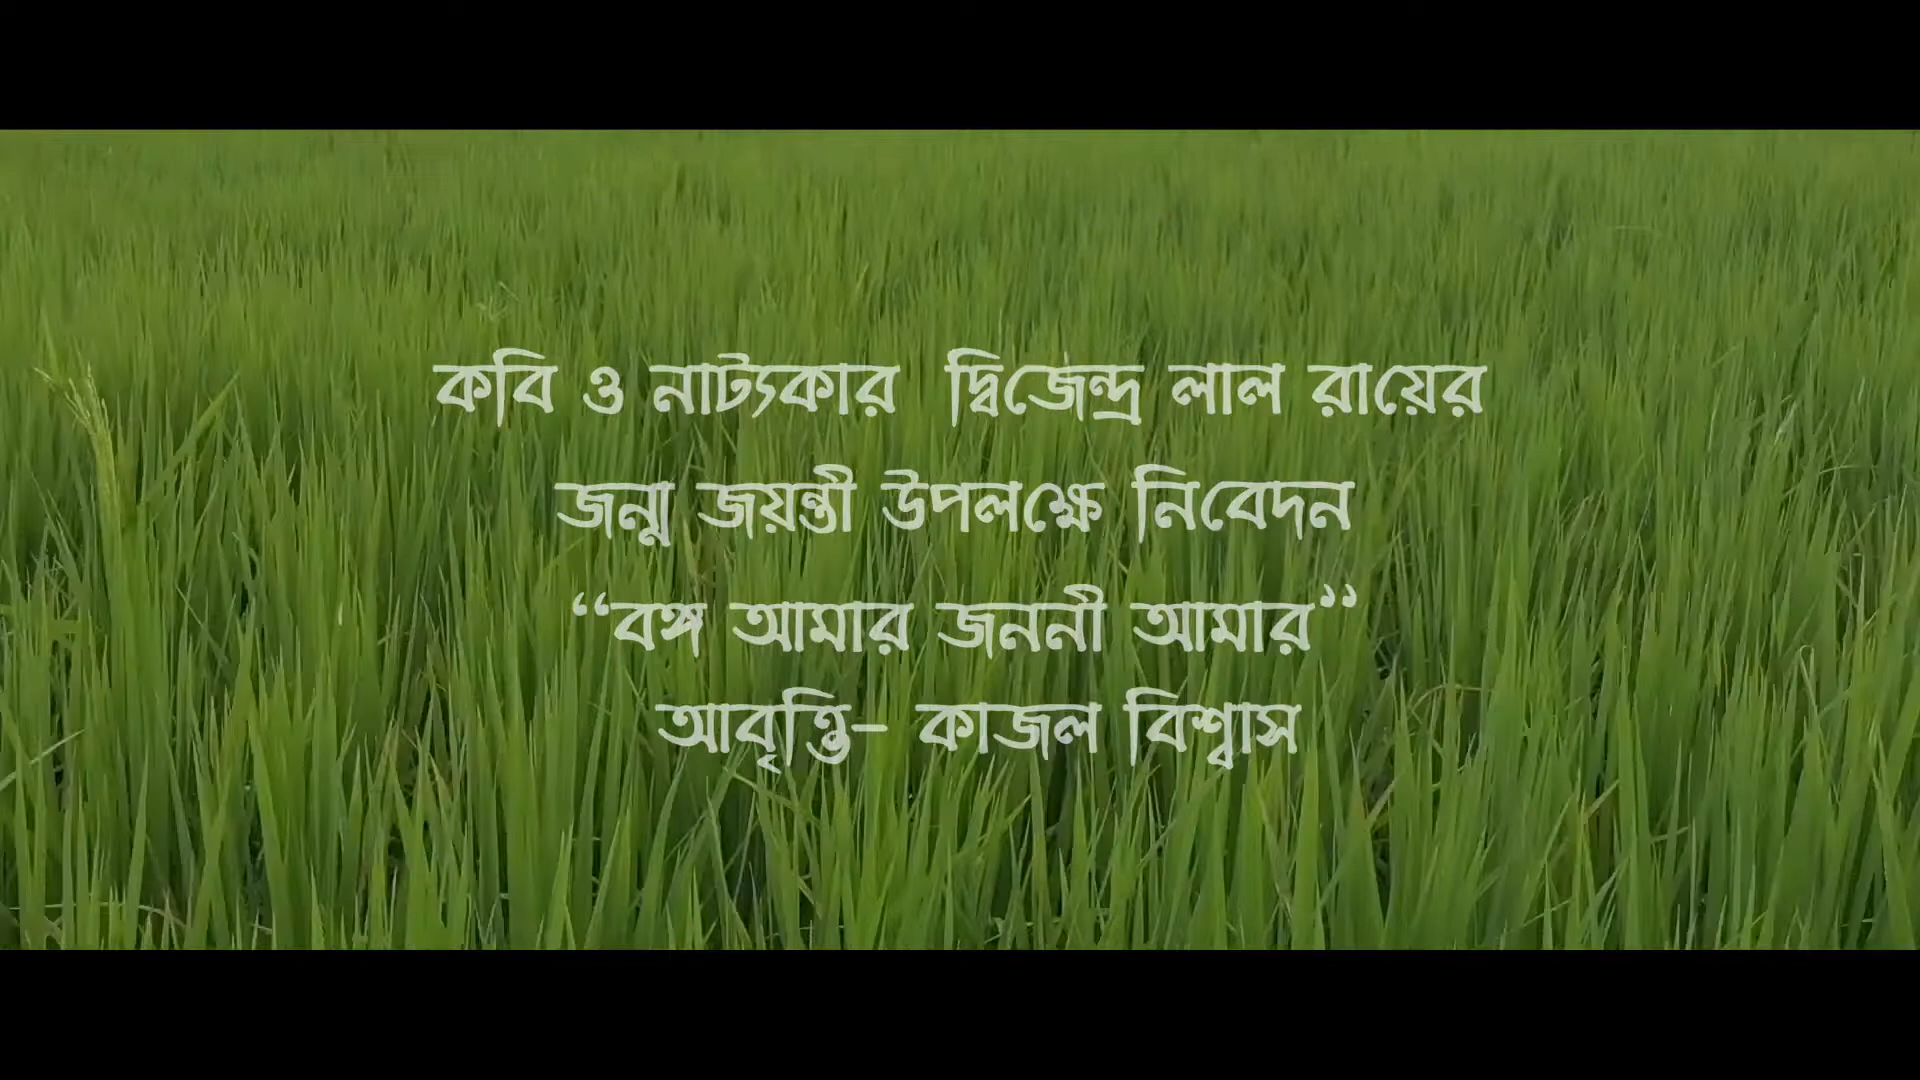 কবি ও নাট্যকার দ্বিজেন্দ্র লাল রায়ের
জন্ম জয়ন্তী উপলক্ষে নিবেদন
“বঙ্গ আমার জননী আমার”
আবৃত্তি- কাজল বিশ্বাস